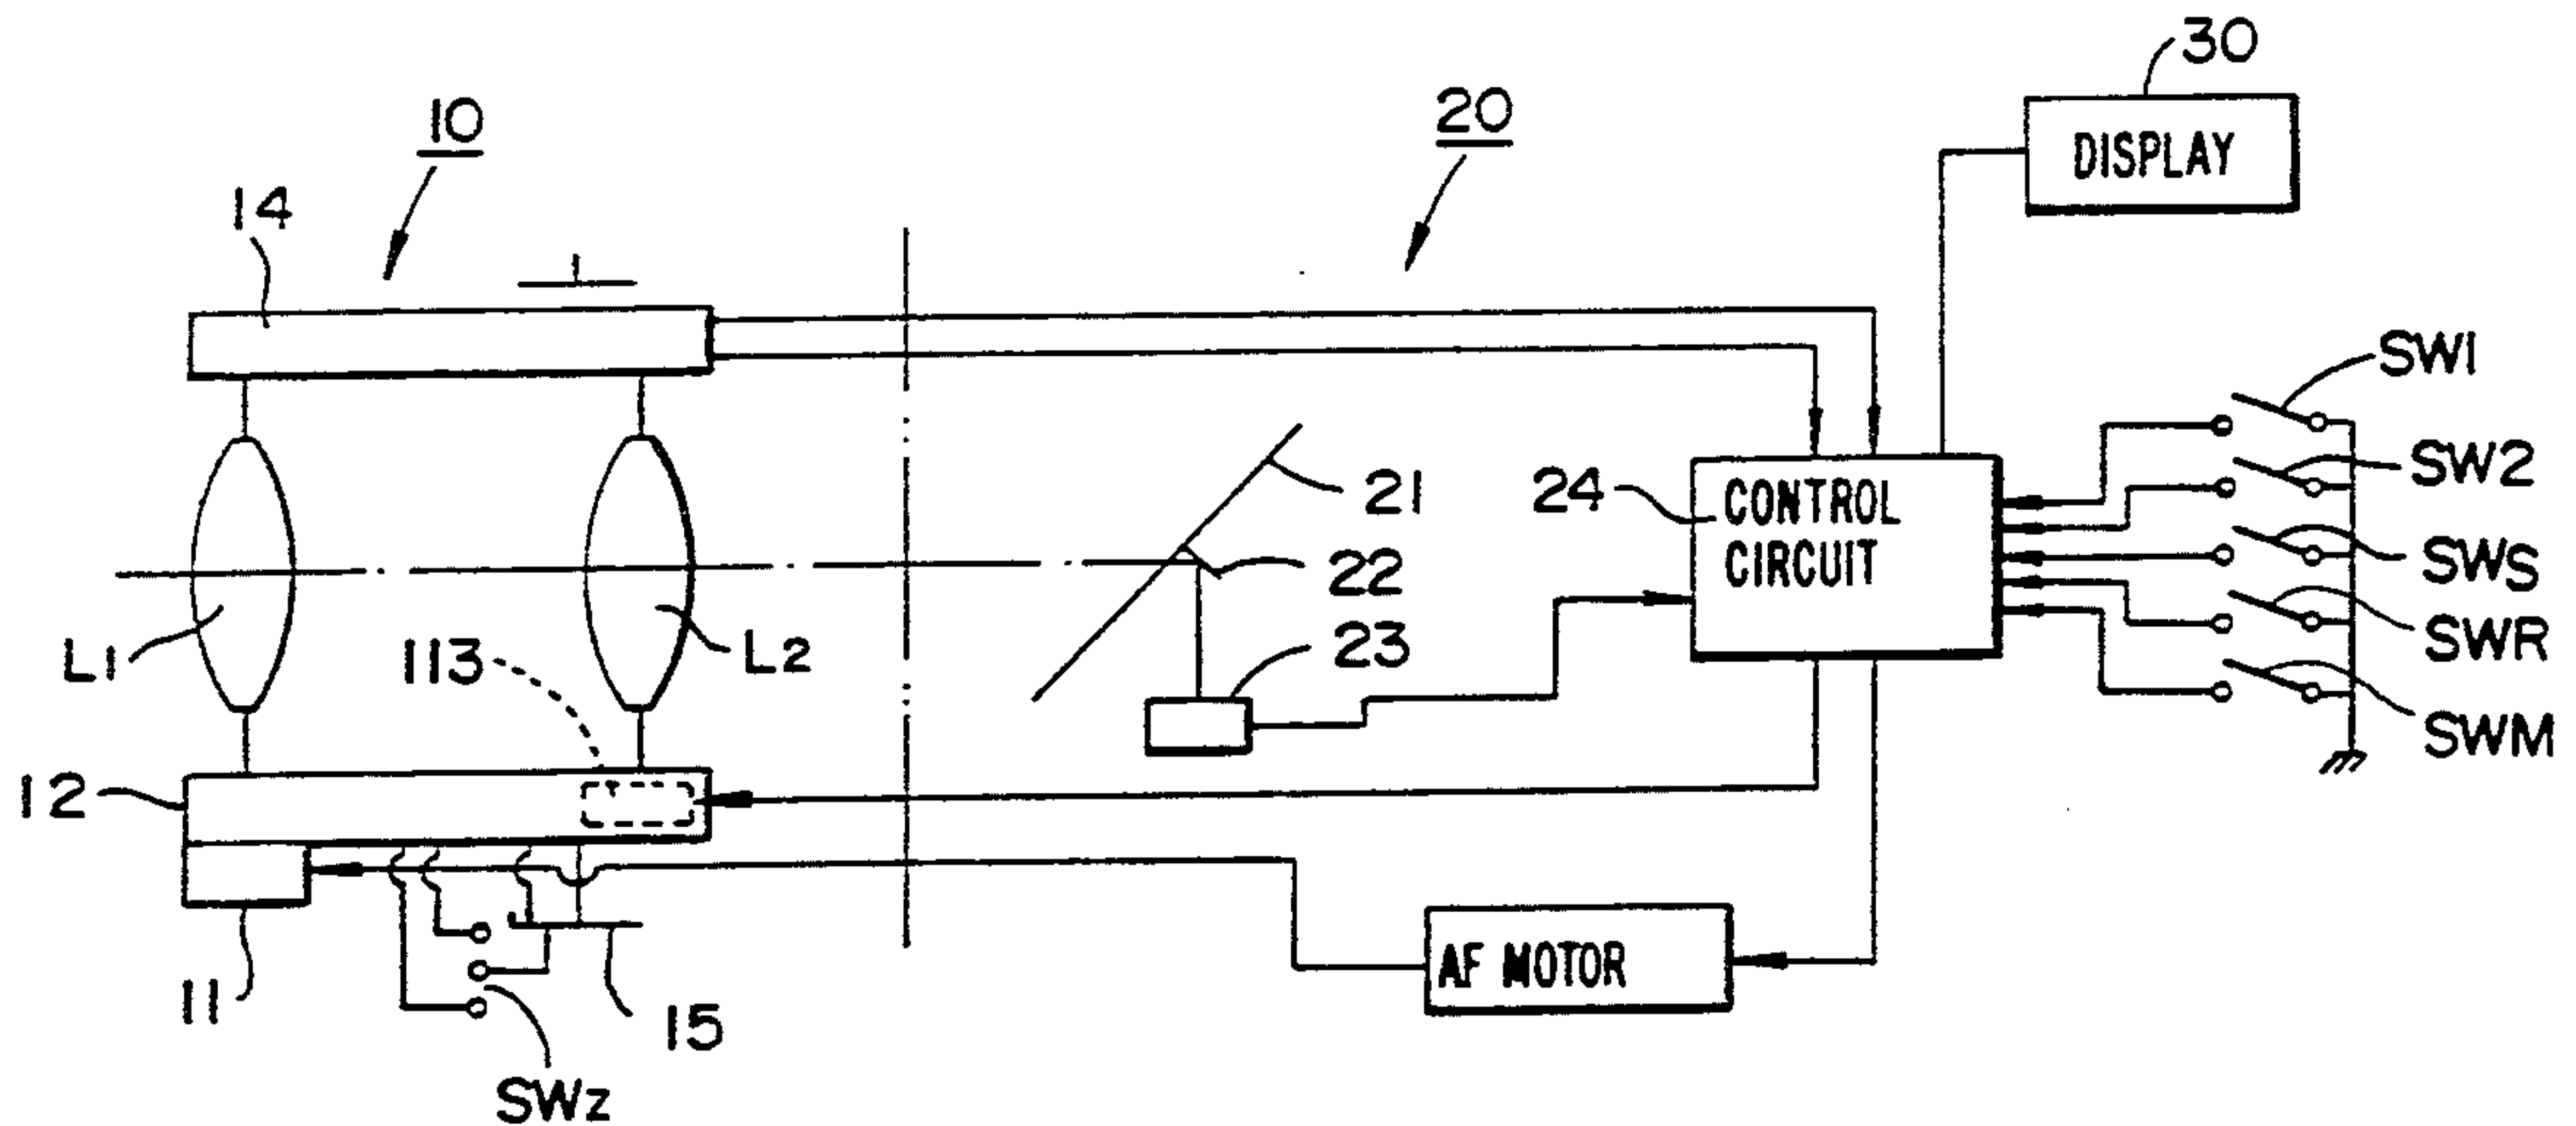 30
10
20
DISPLAY
14
SW1
SW2
24
CONTROL
CIRCUIT
21
22
SWS
L1
113
L2
23
SWR
SWM
12
AF MOTOR
11
15
SWZ